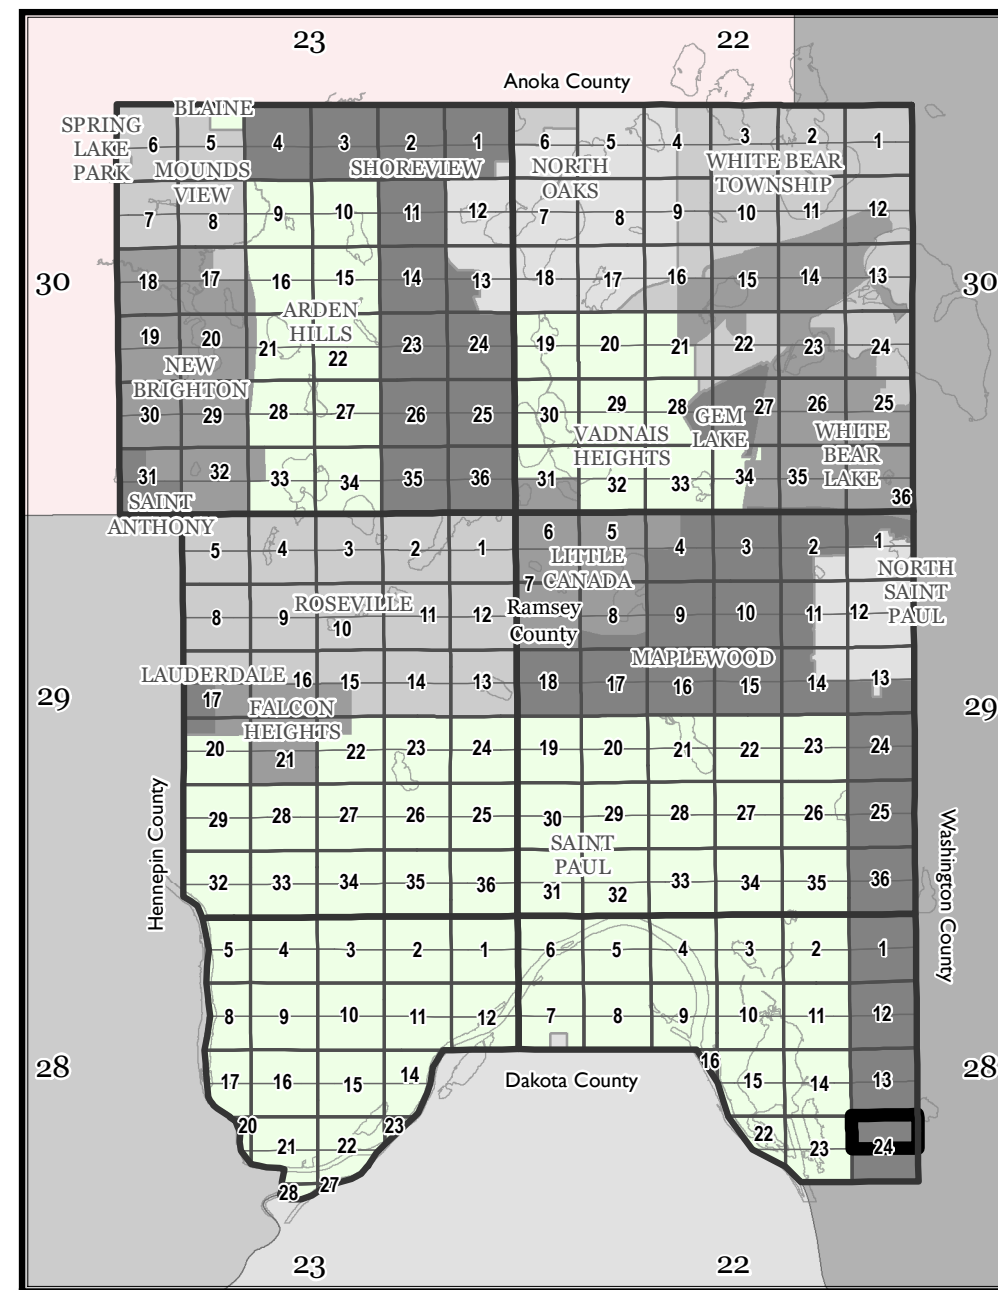 23 22
Anoka County
BLAINE
SPRING
LAKE
PARK
6 5 4 3 2 1 6 5 4 3 2 1
MOUNDS
VIEW
SHOREVIEW
NORTH
OAKS
WHITE BEAR
TOWNSHIP
7 8 9 10 11 12 7 8 9 10 11 12
30 18 17 16 15 14 13 18 17 16 15 14 13 30
ARDEN
HILLS
19 20 21 22 23 24 19 20 21 22 23 24
NEW
BRIGHTON
30 29 28 27 26 25 30 29 28 27 26 25
GEM
LAKE
VADNAIS
HEIGHTS
WHITE
BEAR
LAKE
31 32 33 34 35 36 31 32 33 34 35 36
SAINT
ANTHONY
5 4 3 2 1 6 5 4 3 2 1
LITTLE
CANADA
NORTH
SAINT
PAUL
8 9 10 11 12 7 8 9 10 11 12
ROSEVILLE
Ramsey
County
MAPLEWOOD
LAUDERDALE
29 17 16 15 14 13 18 17 16 15 14 13 29
FALCON
HEIGHTS
20 21 22 23 24 19 20 21 22 23 24
29 28 27 26 25 30 29 28 27 26 25
SAINT
PAUL
Hennepin County
Washington County
32 33 34 35 36 31 32 33 34 35 36
5 4 3 2 1 6 5 4 3 2 1
8 9 10 11 12 7 8 9 10 11 12
28 17 16 15 14 16 15 14 13 28
Dakota County
20 21 22 23 22 23 24
28 27
23 22